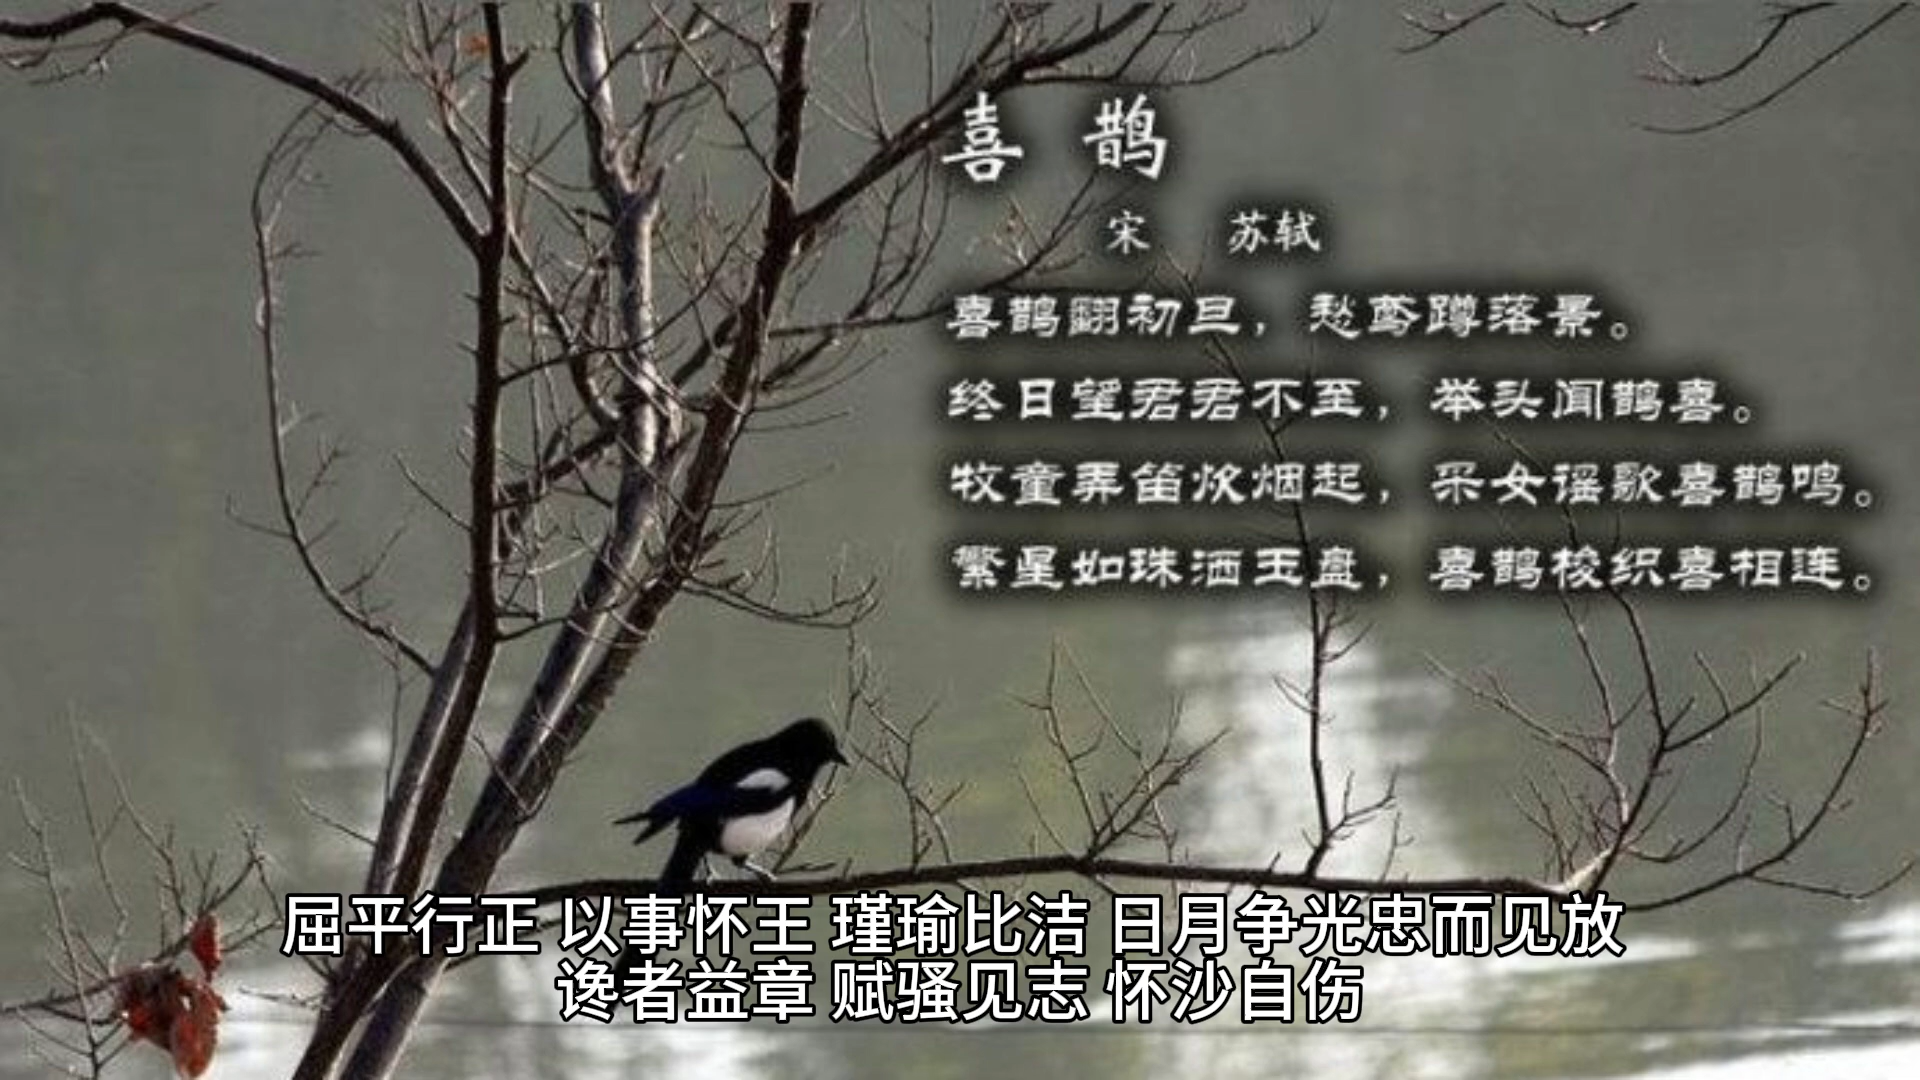 喜 鹊
宋 苏轼
喜鹊翻初旦，愁鸢蹲落景。
终日望君君不至，举头闻鹊喜。
牧童弄笛炊烟起，采女谣歌喜鹊鸣。
繁星如珠洒玉盘，喜鹊梭织喜相连。
屈平行正 以事怀王 瑾瑜比洁 日月争光忠而见放
谗者益章 赋骚见志 怀沙自伤